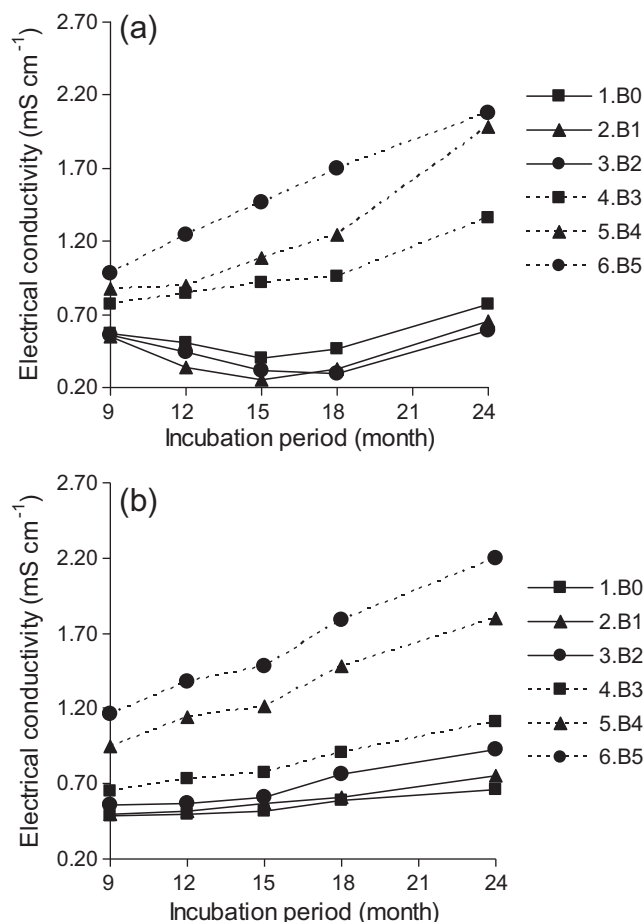 (a)
Electrical conductivity (mS cm⁻¹)
2.70
2.20
1.70
1.20
0.70
0.20
9 12 15 18 21 24
Incubation period (month)
1.B0
2.B1
3.B2
4.B3
5.B4
6.B5
(b)
Electrical conductivity (mS cm⁻¹)
2.70
2.20
1.70
1.20
0.70
0.20
9 12 15 18 21 24
Incubation period (month)
1.B0
2.B1
3.B2
4.B3
5.B4
6.B5